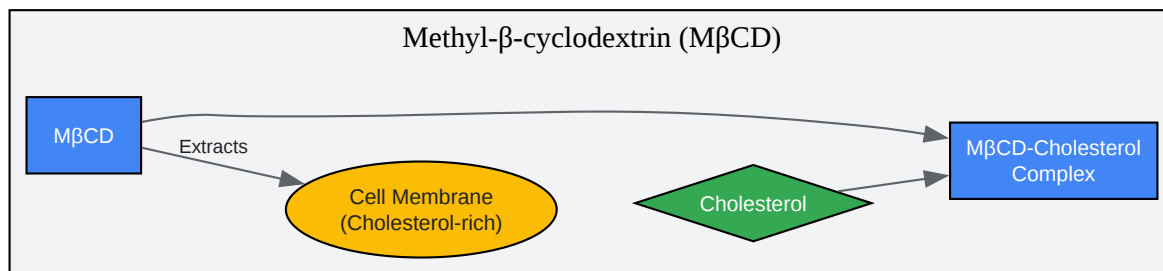 Methyl-β-cyclodextrin (MβCD)
MβCD
Extracts
Cell Membrane
(Cholesterol-rich)
Cholesterol
MβCD-Cholesterol
Complex